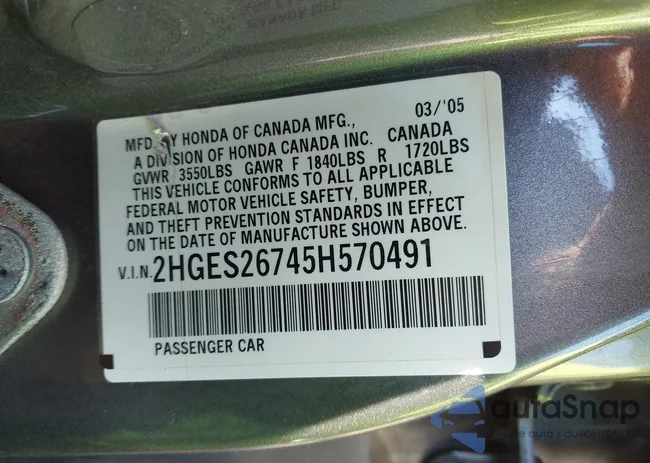 CANADA MFG
03/'05
MFD. BY HONDA OF CANADA MFG.,
A DIVISION OF HONDA CANADA INC. CANADA
GVWR 3550LBS GAWR F 1840LBS R 1720LBS
THIS VEHICLE CONFORMS TO ALL APPLICABLE
FEDERAL MOTOR VEHICLE SAFETY, BUMPER,
AND THEFT PREVENTION STANDARDS IN EFFECT
ON THE DATE OF MANUFACTURE SHOWN ABOVE.
V.I.N. 2HGES26745H570491
PASSENGER CAR
autoSnap